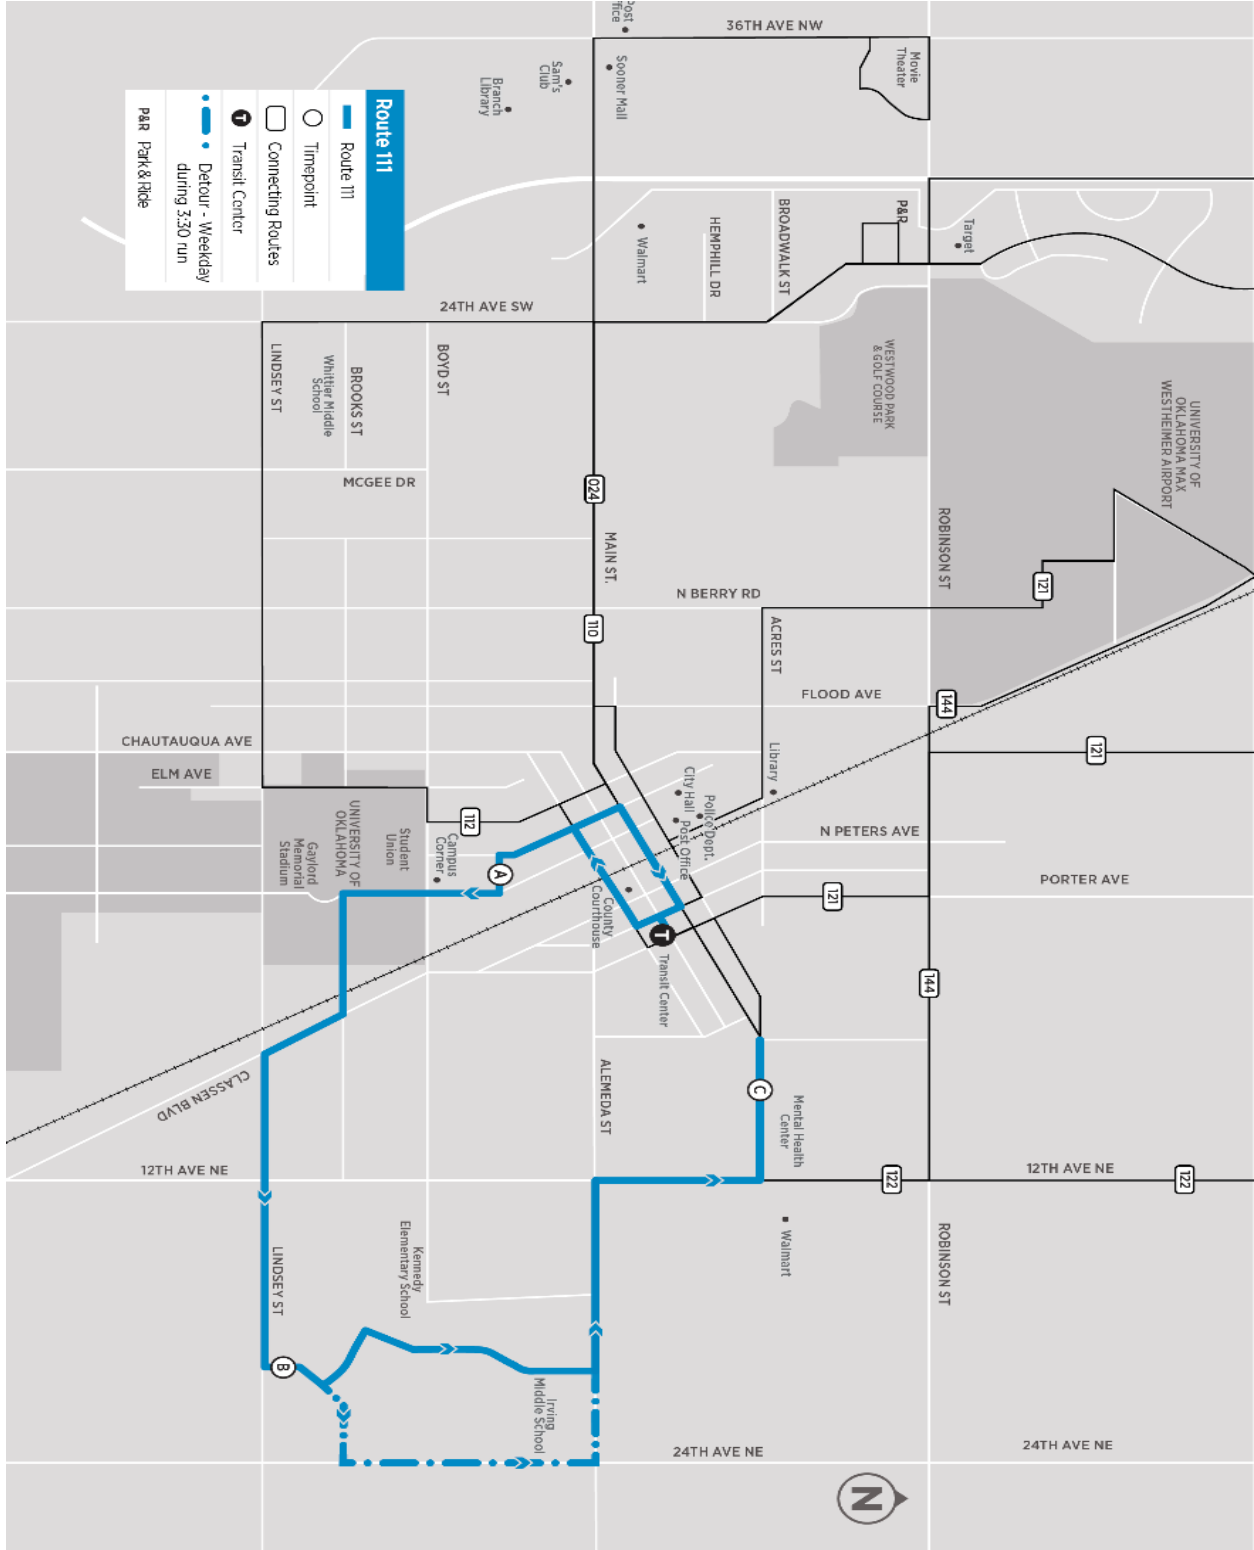 Post
ffice
36TH AVE NW
Movie
Theater
Sooner Mall
Sam's
Club
Branch
Library
Route 111
Route 111
Timepoint
Connecting Routes
T
Transit Center
Detour - Weekday
during 3:30 run
P&R
Park & Ride
P&R
Target
BROADWALK ST
HEMPHILL DR
Walmart
24TH AVE SW
WESTWOOD PARK
& GOLF COURSE
UNIVERSITY OF
OKLAHOMA MAX
WESTHEIMER AIRPORT
LINDSEY ST
Whittier Middle
School
BROOKS ST
BOYD ST
MCGEE DR
024
MAIN ST.
ROBINSON ST
121
N BERRY RD
110
ACRES ST
FLOOD AVE
144
121
CHAUTAUQUA AVE
ELM AVE
Library
City Hall
Police Dept.
Post Office
N PETERS AVE
112
UNIVERSITY OF
OKLAHOMA
Gaylord
Memorial
Stadium
Student
Union
Campus
Corner
A
County
Courthouse
121
PORTER AVE
T
Transit Center
144
CLASSEN BLVD
ALEMEDA ST
C
Mental Health
Center
12TH AVE NE
122
12TH AVE NE
122
Walmart
ROBINSON ST
LINDSEY ST
Kennedy
Elementary School
B
Irving
Middle School
24TH AVE NE
24TH AVE NE
N